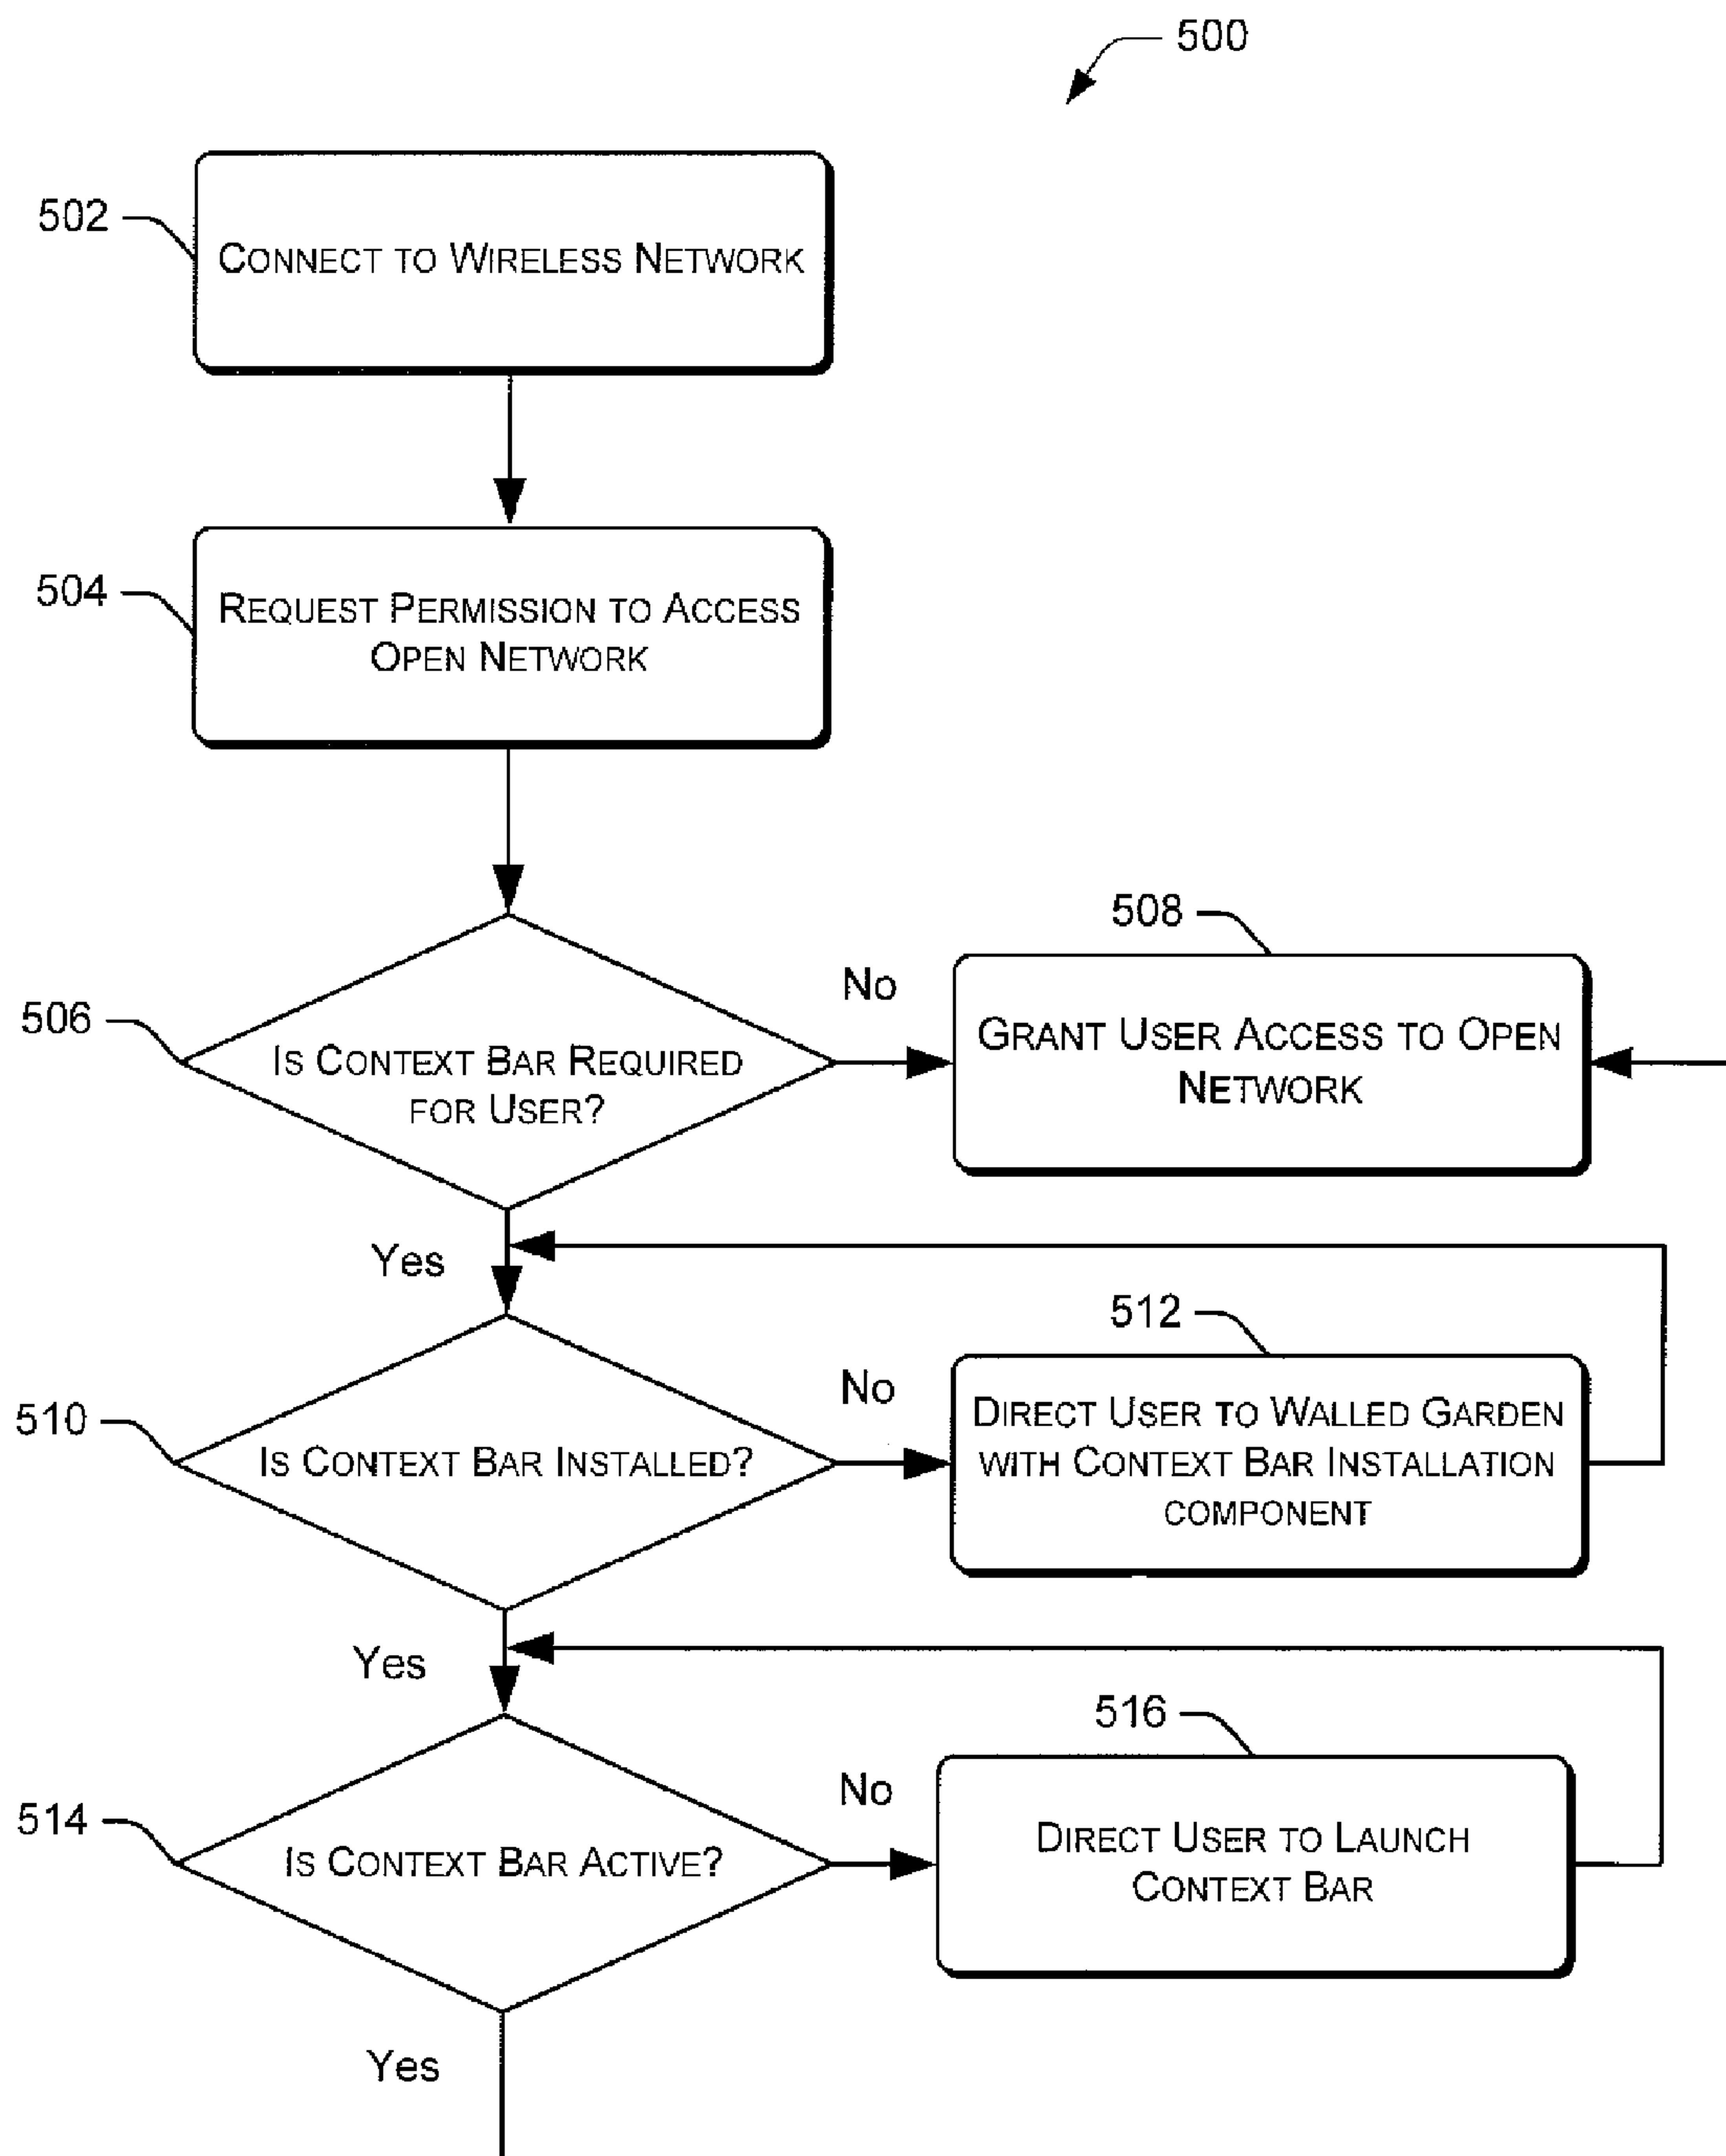 500
502
CONNECT TO WIRELESS NETWORK
504
REQUEST PERMISSION TO ACCESS
OPEN NETWORK
506
IS CONTEXT BAR REQUIRED
FOR USER?
No
508
GRANT USER ACCESS TO OPEN
NETWORK
Yes
510
IS CONTEXT BAR INSTALLED?
No
512
DIRECT USER TO WALLED GARDEN
WITH CONTEXT BAR INSTALLATION
COMPONENT
Yes
514
IS CONTEXT BAR ACTIVE?
No
516
DIRECT USER TO LAUNCH
CONTEXT BAR
Yes